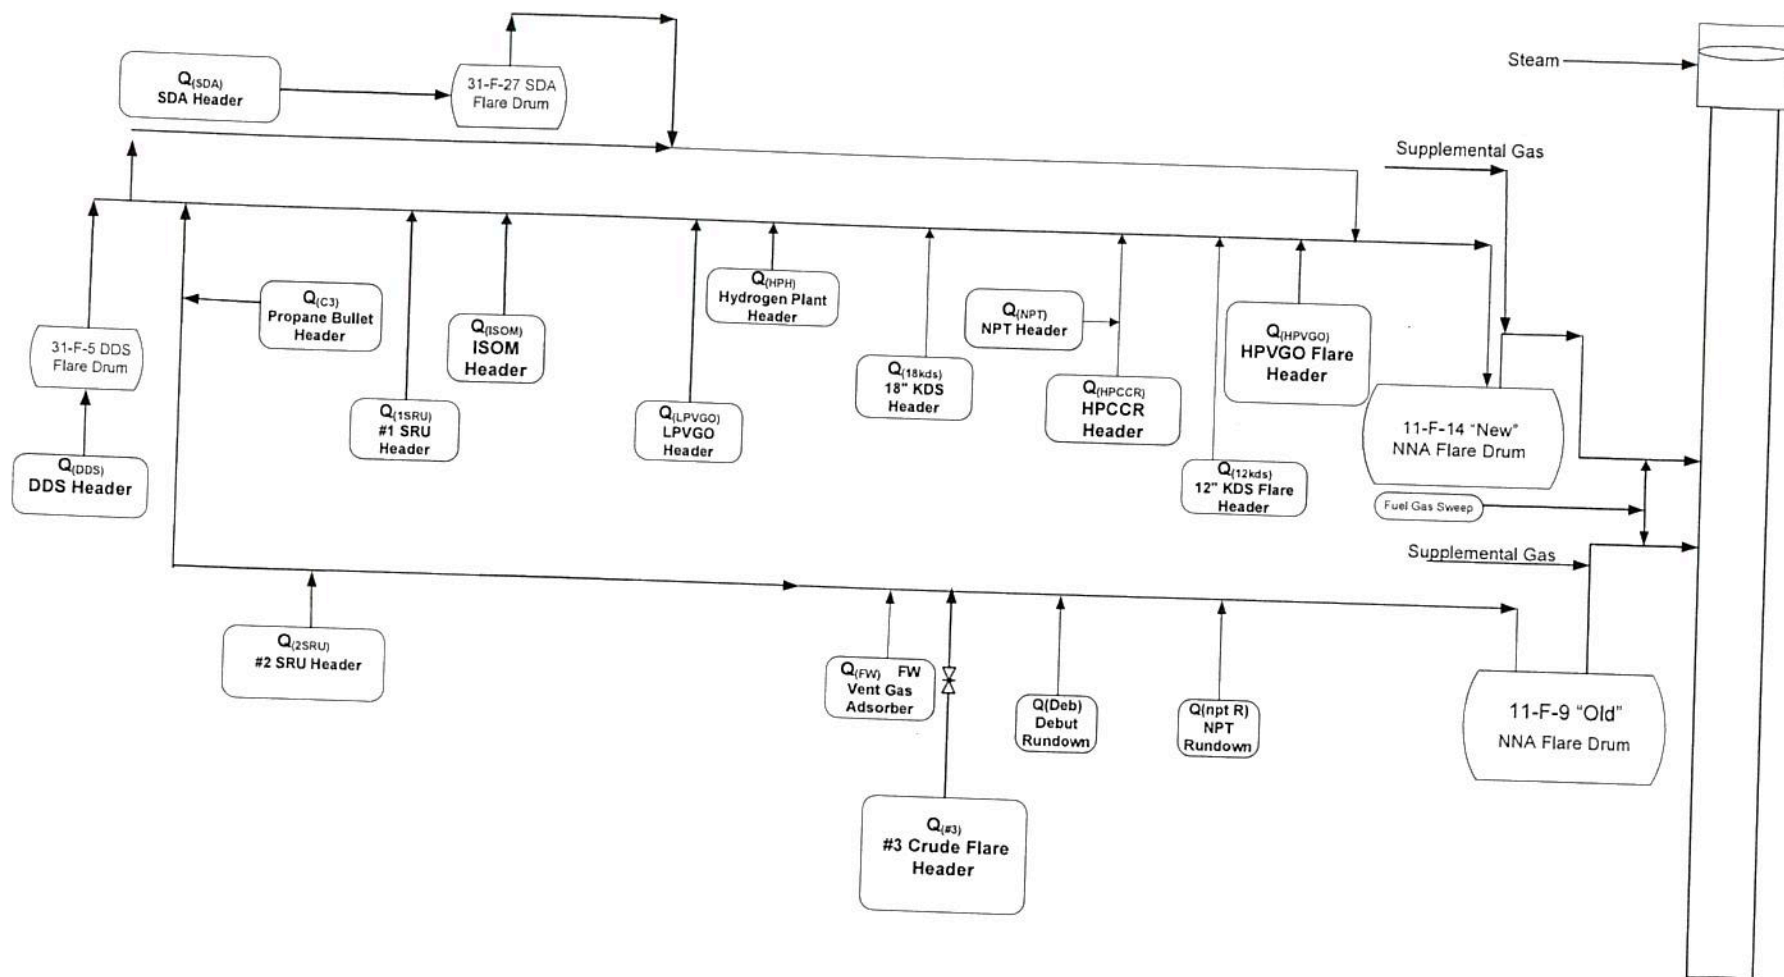 Q(SDA)
SDA Header
31-F-27 SDA
Flare Drum
Steam
Supplemental Gas
Q(C3)
Propane Bullet
Header
Q(HPH)
Hydrogen Plant
Header
Q(ISOM)
ISOM
Header
Q(NPT)
NPT Header
Q(HPVGO)
HPVGO Flare
Header
31-F-5 DDS
Flare Drum
Q(18kds)
18" KDS
Header
Q(HPCCR)
HPCCR
Header
Q(1SRU)
#1 SRU
Header
Q(LPVGO)
LPVGO
Header
11-F-14 “New”
NNA Flare Drum
Q(DDS)
DDS Header
Q(12kds)
12" KDS Flare
Header
Fuel Gas Sweep
Supplemental Gas
Q(2SRU)
#2 SRU Header
Q(FW) FW
Vent Gas
Adsorber
Q(Deb)
Debut
Rundown
Q(npt R)
NPT
Rundown
11-F-9 “Old”
NNA Flare Drum
Q(#3)
#3 Crude Flare
Header